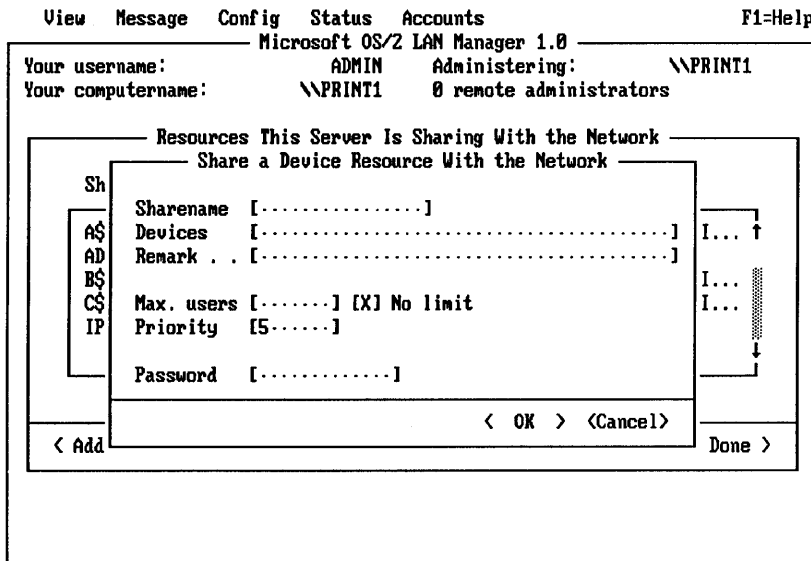 View Message Config Status Accounts F1=Help
Microsoft OS/2 LAN Manager 1.0
Your username: ADMIN Administering: \\PRINT1
Your computername: \\PRINT1 0 remote administrators
Resources This Server Is Sharing With the Network
Share a Device Resource With the Network
Sh
Sharename [················]
A$ Devices [········································] I... ↑
AD Remark . . [········································]
B$ I...
C$ Max. users [·······] [X] No limit I...
IP Priority [5······]
↓
Password [·············]
< OK > <Cancel>
< Add Done >